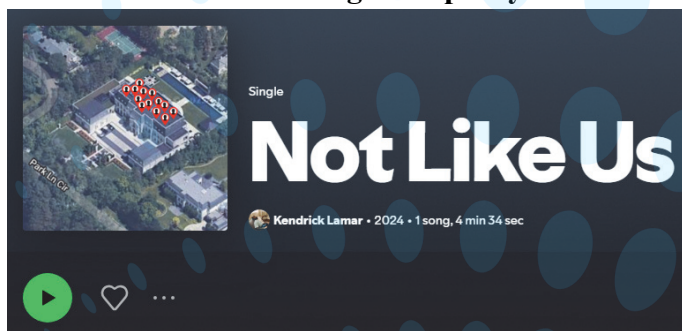 Single
Not Like Us
Park Ln Cir
Kendrick Lamar • 2024 • 1 song, 4 min 34 sec